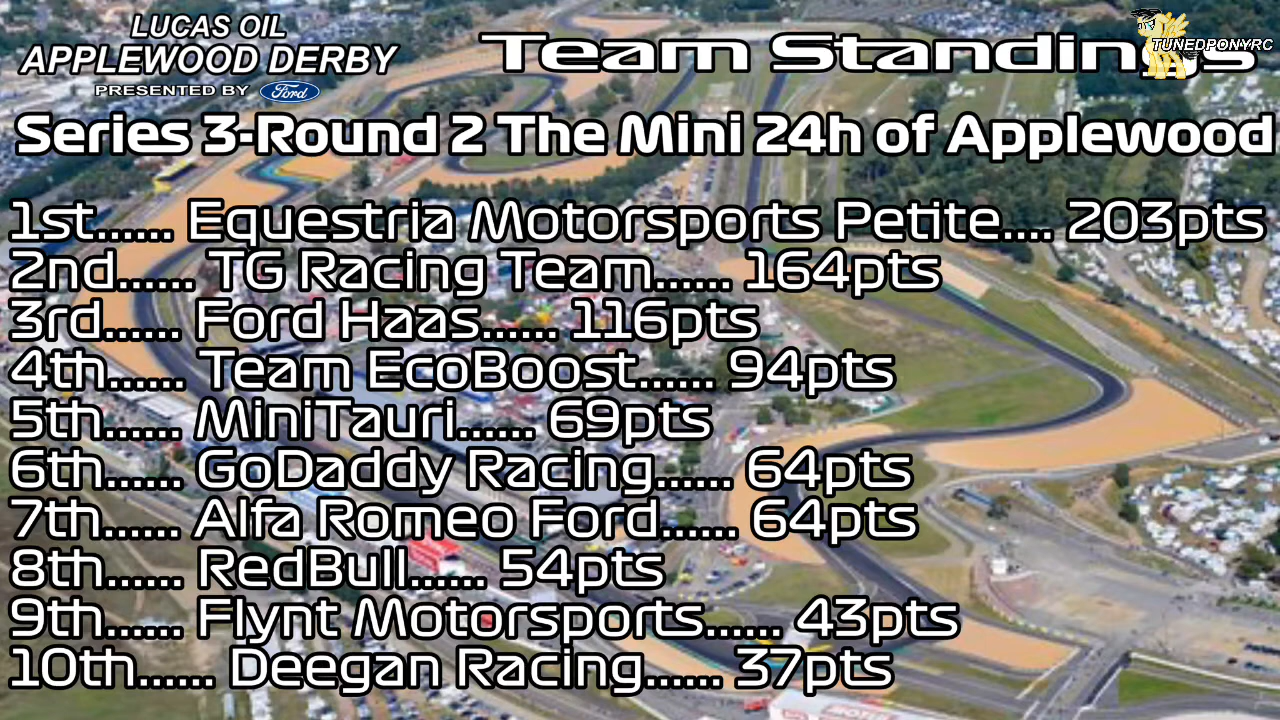 LUCAS OIL
APPLEWOOD DERBY
PRESENTED BY Ford
Team Standings
TUNEDPONYRC
Series 3-Round 2 The Mini 24h of Applewood
1st...... Equestria Motorsports Petite.... 203pts
2nd...... TG Racing Team...... 164pts
3rd...... Ford Haas...... 116pts
4th...... Team EcoBoost...... 94pts
5th...... MiniTauri...... 69pts
6th...... GoDaddy Racing...... 64pts
7th...... Alfa Romeo Ford...... 64pts
8th...... RedBull...... 54pts
9th...... Flynt Motorsports...... 43pts
10th...... Deegan Racing...... 37pts